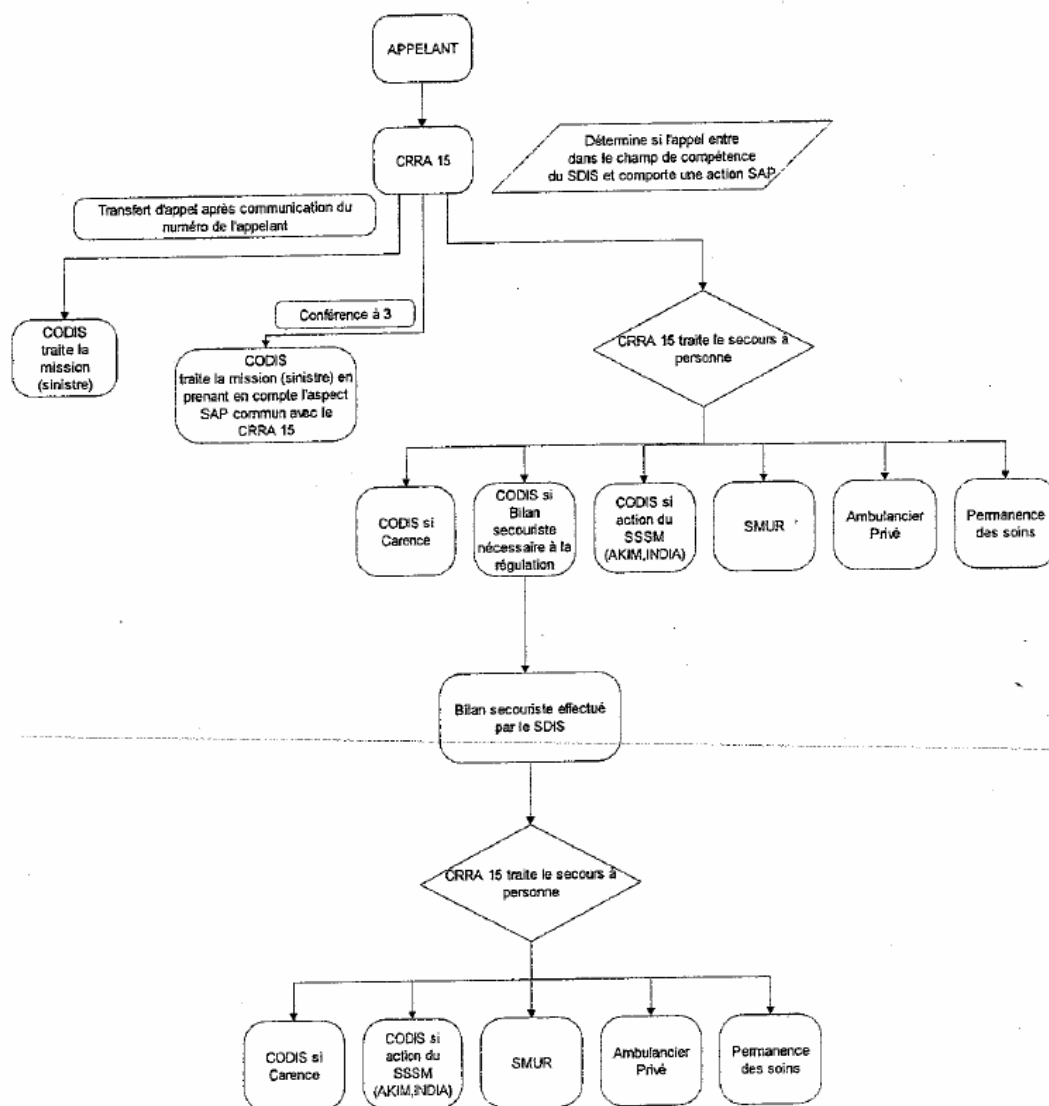 APPELANT
CRRA 15
Détermine si l'appel entre
dans le champ de compétence
du SDIS et comporte une action SAP
Transfert d'appel après communication du
numéro de l'appelant
Conférence à 3
CODIS
traite la
mission
(sinistre)
CODIS
traite la mission (sinistre) en
prenant en compte l'aspect
SAP commun avec le
CRRA 15
CRRA 15 traite le secours à
personne
CODIS si
Carence
CODIS si
Bilan
secouriste
nécessaire à la
régulation
CODIS si
action du
SSSM
(AKIM,INDIA)
SMUR
Ambulancier
Privé
Permanence
des soins
Bilan secouriste effectué
par le SDIS
CRRA 15 traite le secours à
personne
CODIS si
Carence
CODIS si
action du
SSSM
(AKIM,INDIA)
SMUR
Ambulancier
Privé
Permanence
des soins